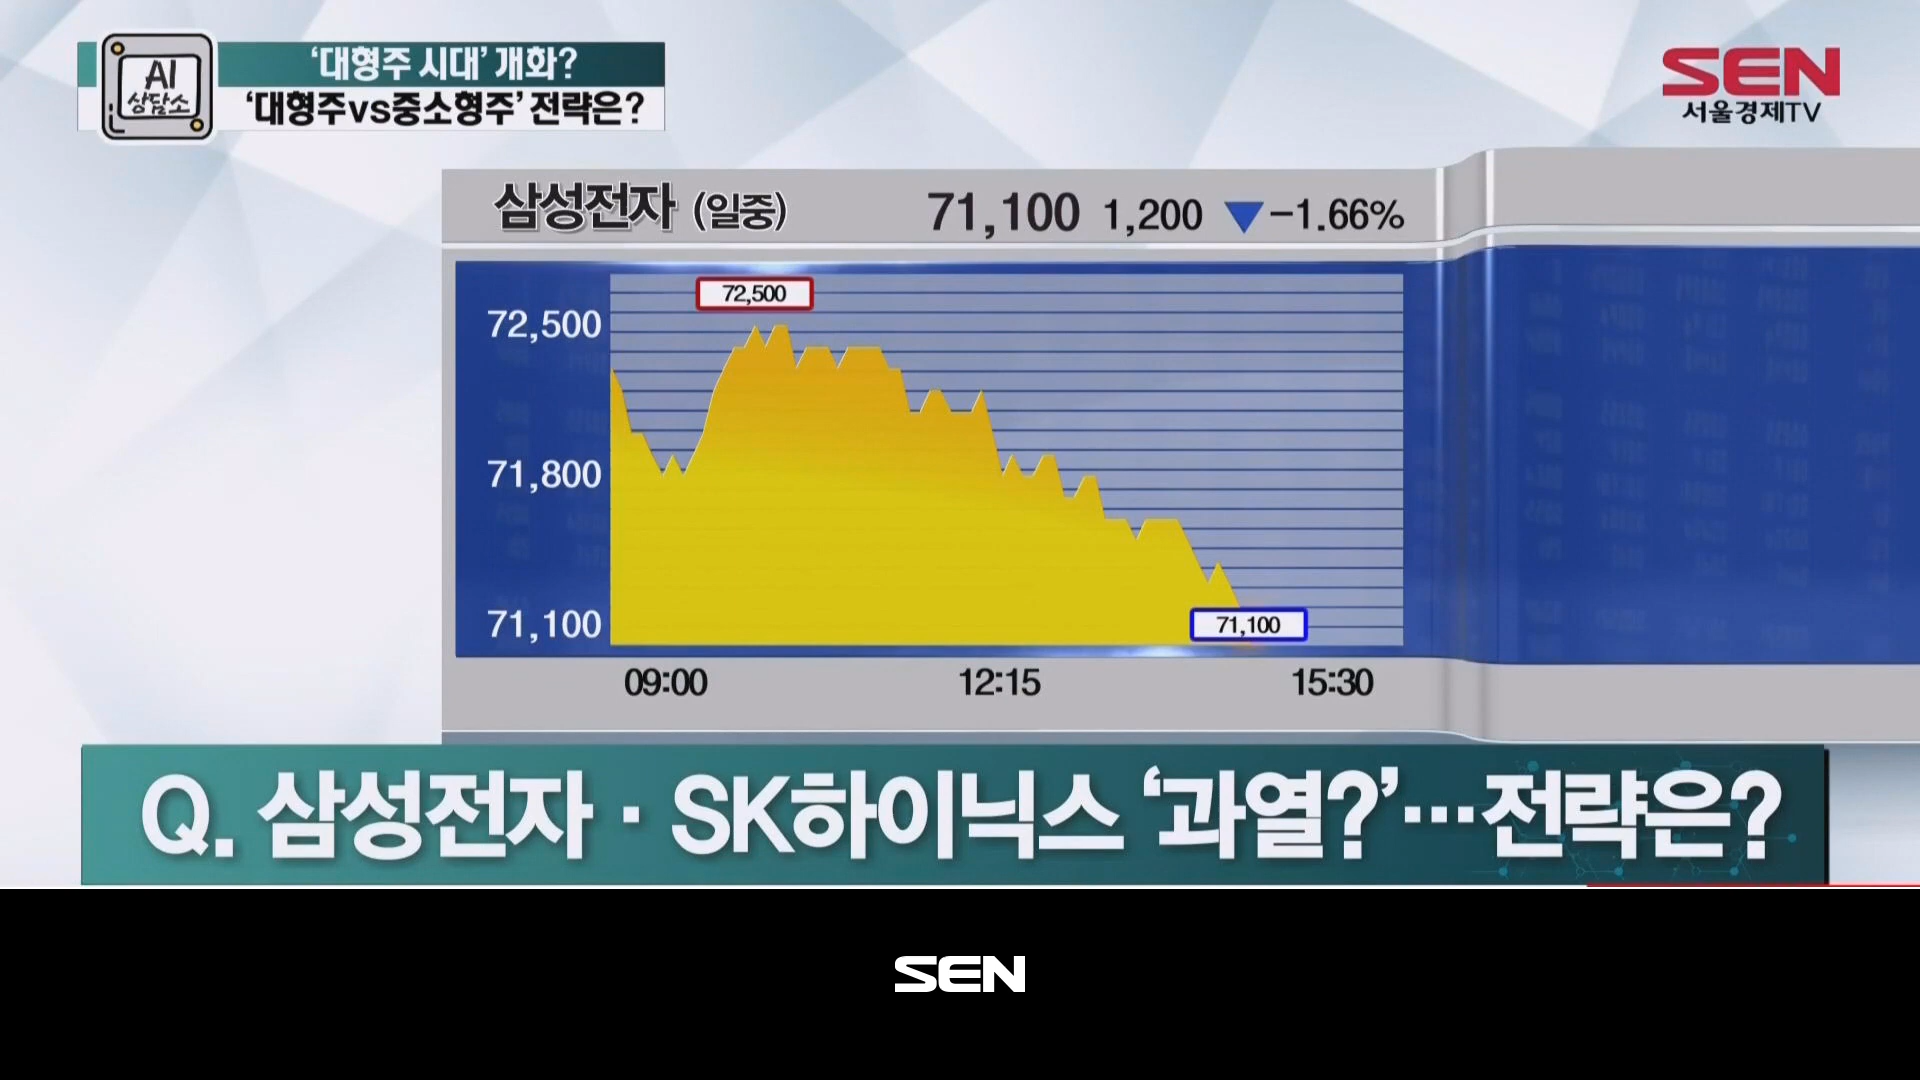 AI
상담소
‘대형주 시대’ 개화?
‘대형주vs중소형주’ 전략은?
SEN
서울경제TV
삼성전자 (일중) 71,100 1,200 ▼-1.66%
72,500
72,500
71,800
71,100
71,100
09:00 12:15 15:30
Q. 삼성전자·SK하이닉스 ‘과열?’…전략은?
SEN